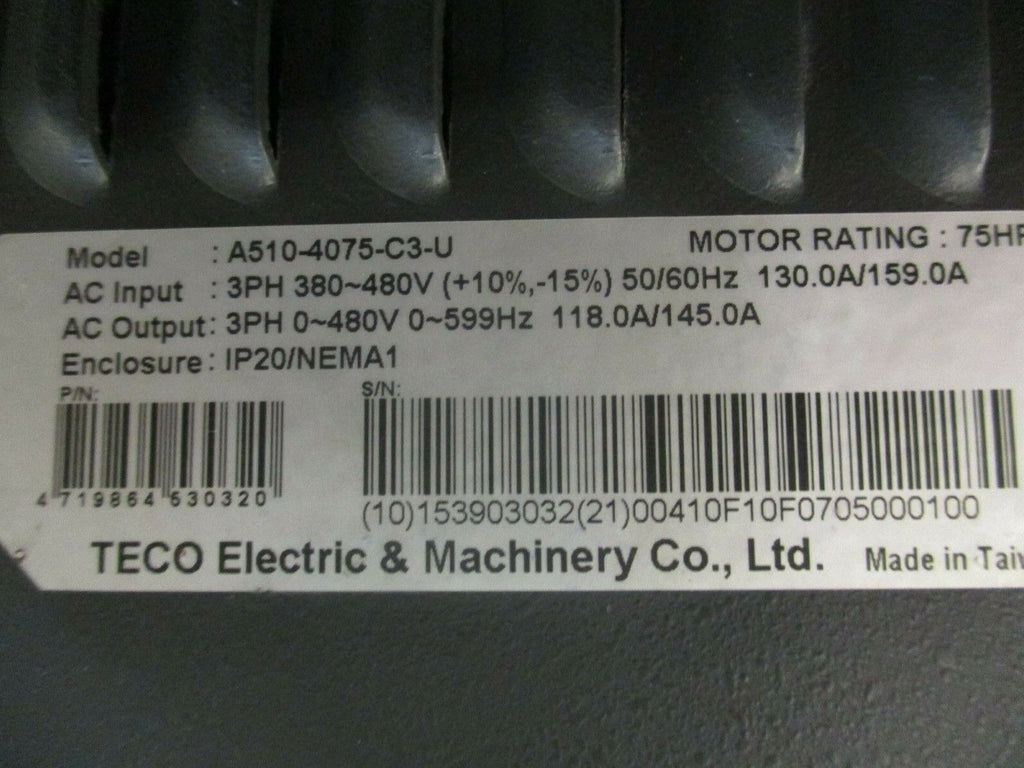 Model : A510-4075-C3-U MOTOR RATING : 75HP
AC Input : 3PH 380~480V (+10%,-15%) 50/60Hz 130.0A/159.0A
AC Output: 3PH 0~480V 0~599Hz 118.0A/145.0A
Enclosure : IP20/NEMA1
P/N: S/N:
4 719864 630320
(10)153903032(21)00410F10F0705000100
TECO Electric & Machinery Co., Ltd. Made in Taiw